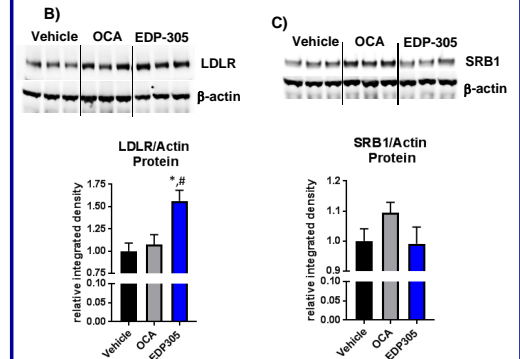 B)
Vehicle OCA EDP-305
LDLR
β-actin
LDLR/Actin
Protein
relative integrated density
1.75
1.50
1.25
1.00
0.75
0.10
0.05
0.00
*,#
Vehicle
OCA
EDP305
C)
Vehicle OCA EDP-305
SRB1
β-actin
SRB1/Actin
Protein
relative integrated density
1.2
1.1
1.0
0.9
0.10
0.05
0.00
Vehicle
OCA
EDP305